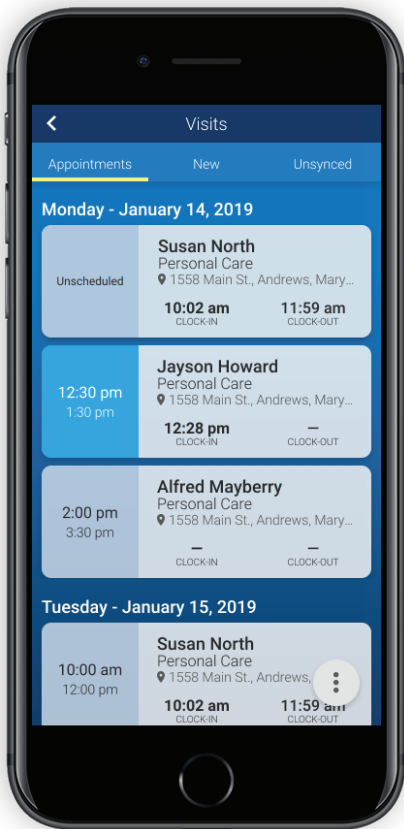 Visits
Appointments New Unsynced
Monday - January 14, 2019
Unscheduled
Susan North
Personal Care
1558 Main St., Andrews, Mary...
10:02 am 11:59 am
CLOCK-IN CLOCK-OUT
12:30 pm
1:30 pm
Jayson Howard
Personal Care
1558 Main St., Andrews, Mary...
12:28 pm –
CLOCK-IN CLOCK-OUT
2:00 pm
3:30 pm
Alfred Mayberry
Personal Care
1558 Main St., Andrews, Mary...
– –
CLOCK-IN CLOCK-OUT
Tuesday - January 15, 2019
10:00 am
12:00 pm
Susan North
Personal Care
1558 Main St., Andrews,
10:02 am 11:59 am
CLOCK-IN CLOCK-OUT